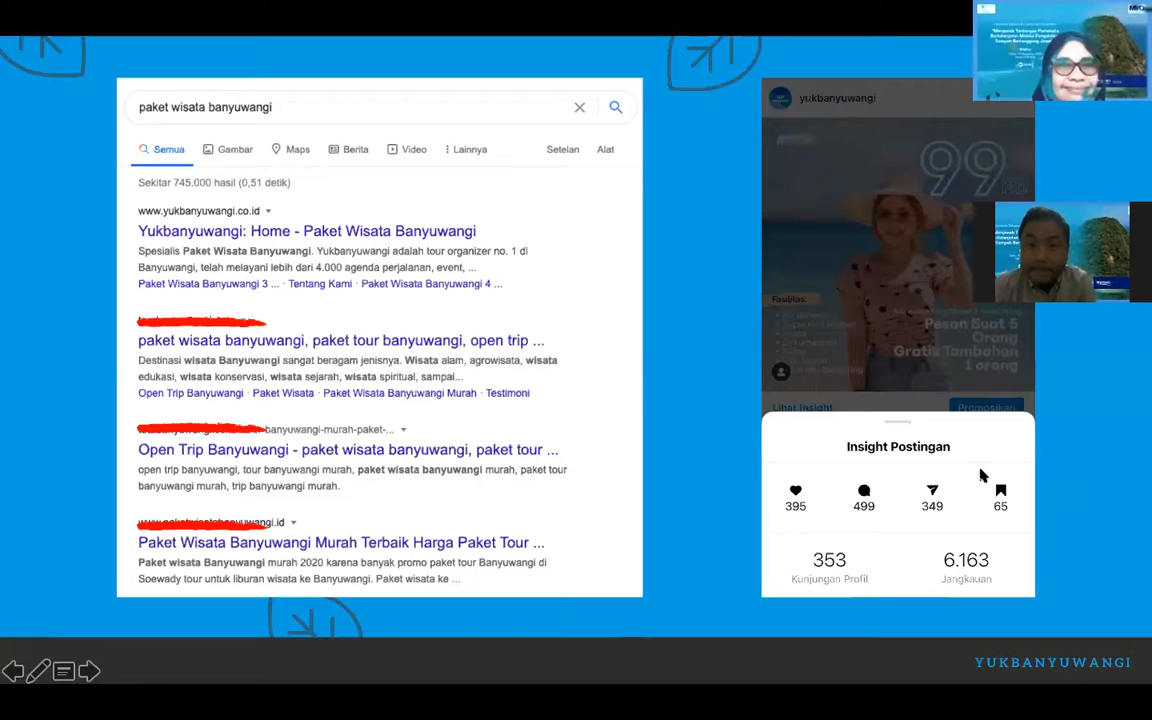 paket wisata banyuwangi
Semua Gambar Maps Berita Video Lainnya Setelan Alat
Sekitar 745.000 hasil (0,51 detik)
www.yukbanyuwangi.co.id
Yukbanyuwangi: Home - Paket Wisata Banyuwangi
Spesialis Paket Wisata Banyuwangi. Yukbanyuwangi adalah tour organizer no. 1 di
Banyuwangi, telah melayani lebih dari 4.000 agenda perjalanan, event, ...
Paket Wisata Banyuwangi 3 ... · Tentang Kami · Paket Wisata Banyuwangi 4 ...
paket wisata banyuwangi, paket tour banyuwangi, open trip ...
Destinasi wisata Banyuwangi sangat beragam jenisnya. Wisata alam, agrowisata, wisata
edukasi, wisata konservasi, wisata sejarah, wisata spiritual, sampai...
Open Trip Banyuwangi · Paket Wisata · Paket Wisata Banyuwangi Murah · Testimoni
banyuwangi-murah-paket-...
Open Trip Banyuwangi - paket wisata banyuwangi, paket tour ...
open trip banyuwangi, tour banyuwangi murah, paket wisata banyuwangi murah, paket tour
banyuwangi murah, trip banyuwangi murah.
ngi.id
Paket Wisata Banyuwangi Murah Terbaik Harga Paket Tour ...
Paket wisata Banyuwangi murah 2020 karena banyak promo paket tour Banyuwangi di
Soewady tour untuk liburan wisata ke Banyuwangi. Paket wisata ke ...
yukbanyuwangi
99
Fasilitas:
Pesan Buat 5
Orang
Gratis Tambahan
1 orang
Lihat Insight Promosikan
Insight Postingan
395 499 349 65
353 6.163
Kunjungan Profil Jangkauan
YUKBANYUWANGI